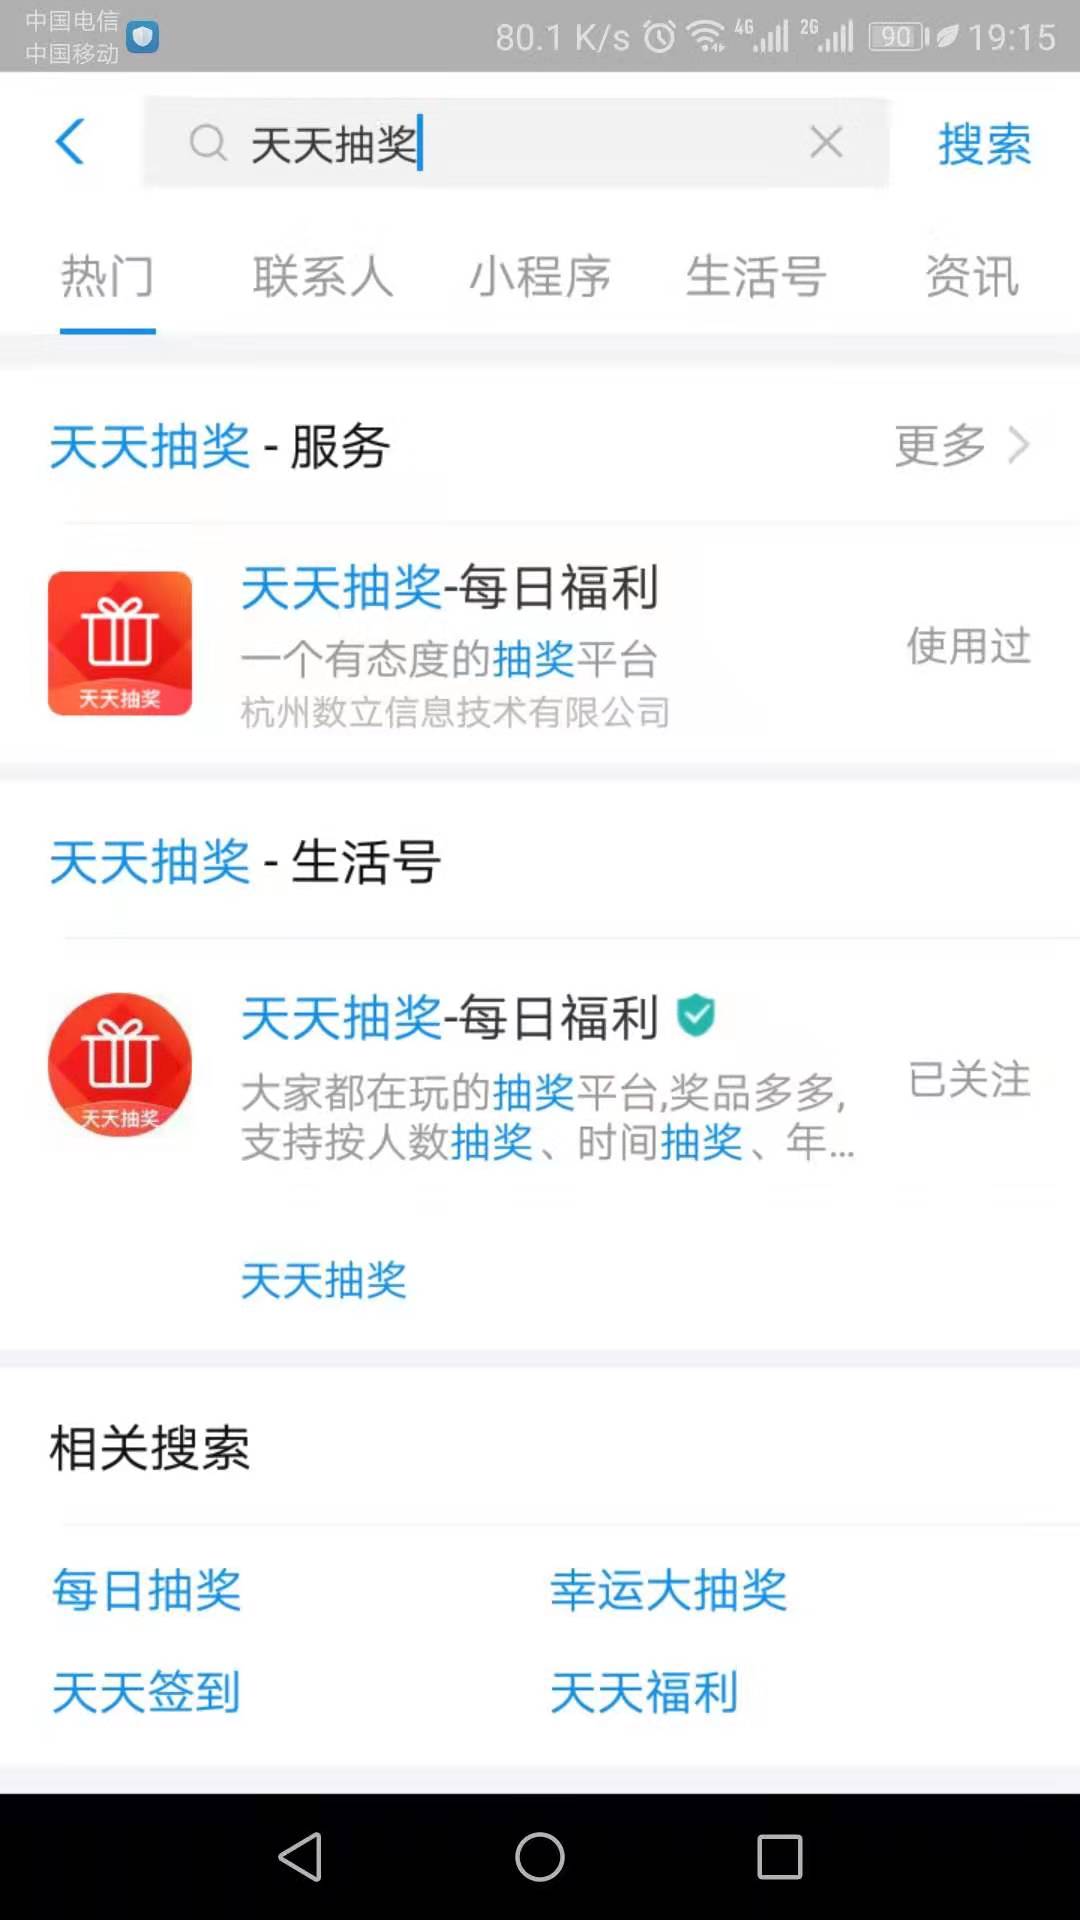 中国电信
中国移动
80.1 K/s 4G 2G 90 19:15
天天抽奖 搜索
热门 联系人 小程序 生活号 资讯
天天抽奖 - 服务 更多
天天抽奖-每日福利
一个有态度的抽奖平台 使用过
杭州数立信息技术有限公司
天天抽奖
天天抽奖 - 生活号
天天抽奖-每日福利
大家都在玩的抽奖平台,奖品多多, 已关注
支持按人数抽奖、时间抽奖、年...
天天抽奖
天天抽奖
相关搜索
每日抽奖 幸运大抽奖
天天签到 天天福利